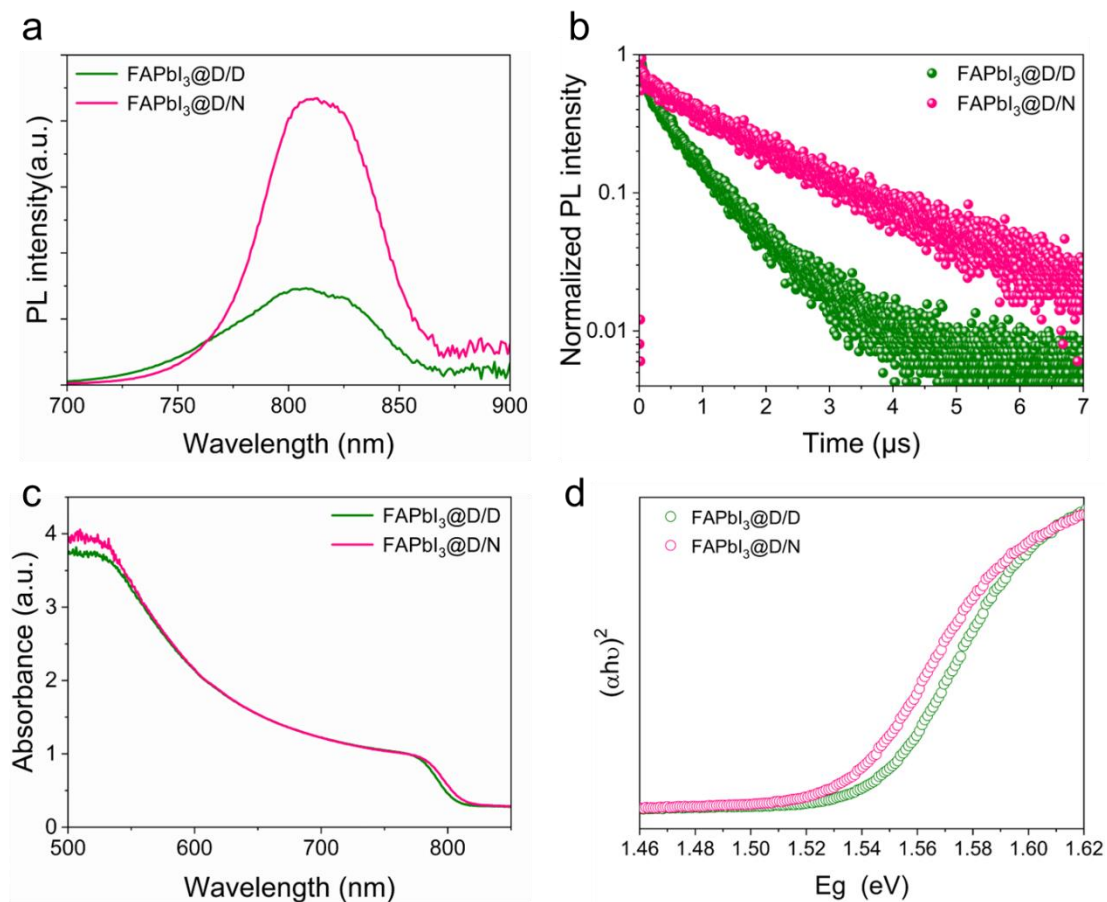 a
FAPbI₃@D/D
FAPbI₃@D/N
PL intensity(a.u.)
700 750 800 850 900
Wavelength (nm)
b
1
FAPbI₃@D/D
FAPbI₃@D/N
0.1
0.01
Normalized PL intensity
0 1 2 3 4 5 6 7
Time (μs)
c
FAPbI₃@D/D
FAPbI₃@D/N
4
3
2
1
0
Absorbance (a.u.)
500 600 700 800
Wavelength (nm)
d
FAPbI₃@D/D
FAPbI₃@D/N
(αhυ)²
1.46 1.48 1.50 1.52 1.54 1.56 1.58 1.60 1.62
Eg (eV)